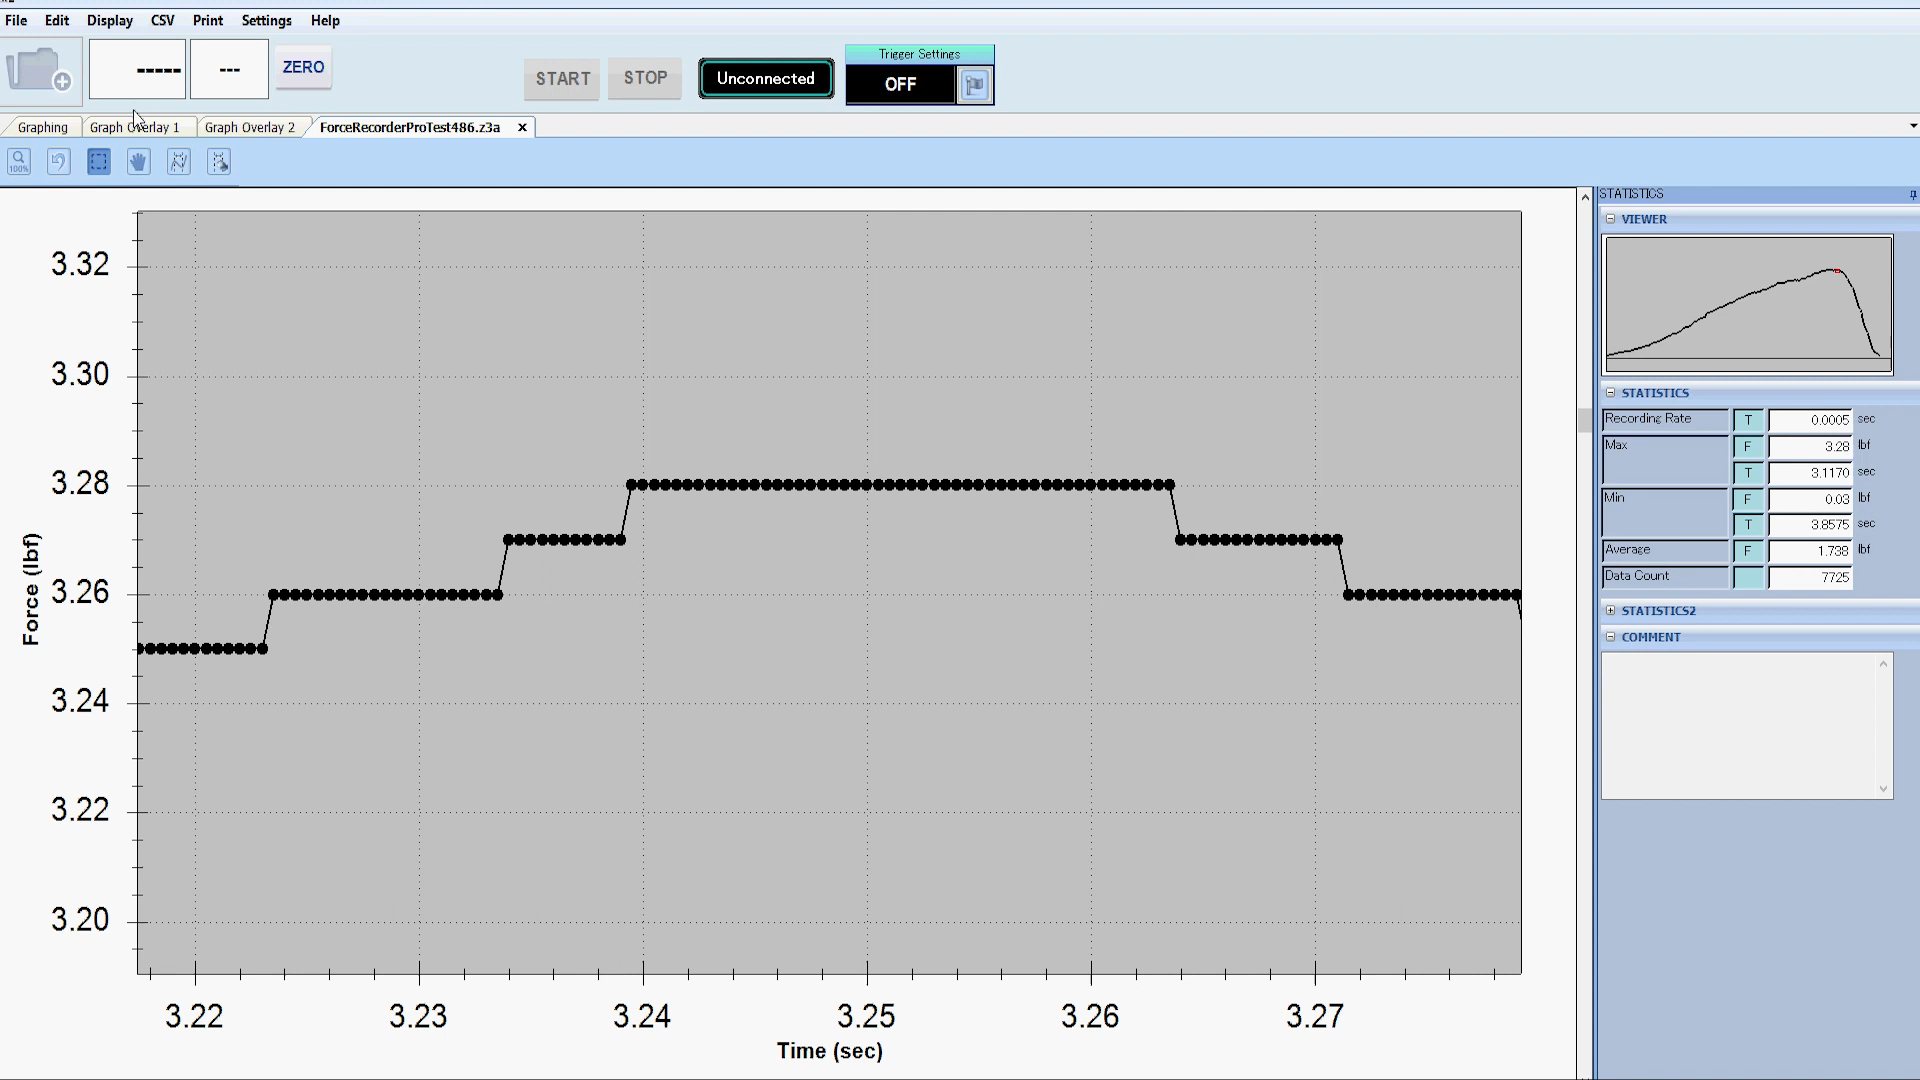 File Edit Display CSV Print Settings Help
----- --- ZERO START STOP Unconnected Trigger Settings
OFF
Graphing Graph Overlay 1 Graph Overlay 2 ForceRecorderProTest486.z3a
100%
STATISTICS
VIEWER
STATISTICS
Recording Rate T 0.0005 sec
Max F 3.28 lbf
T 3.1170 sec
Min F 0.03 lbf
T 3.8575 sec
Average F 1.738 lbf
Data Count 7725
STATISTICS2
COMMENT
Force (lbf)
3.32
3.30
3.28
3.26
3.24
3.22
3.20
3.22 3.23 3.24 3.25 3.26 3.27
Time (sec)